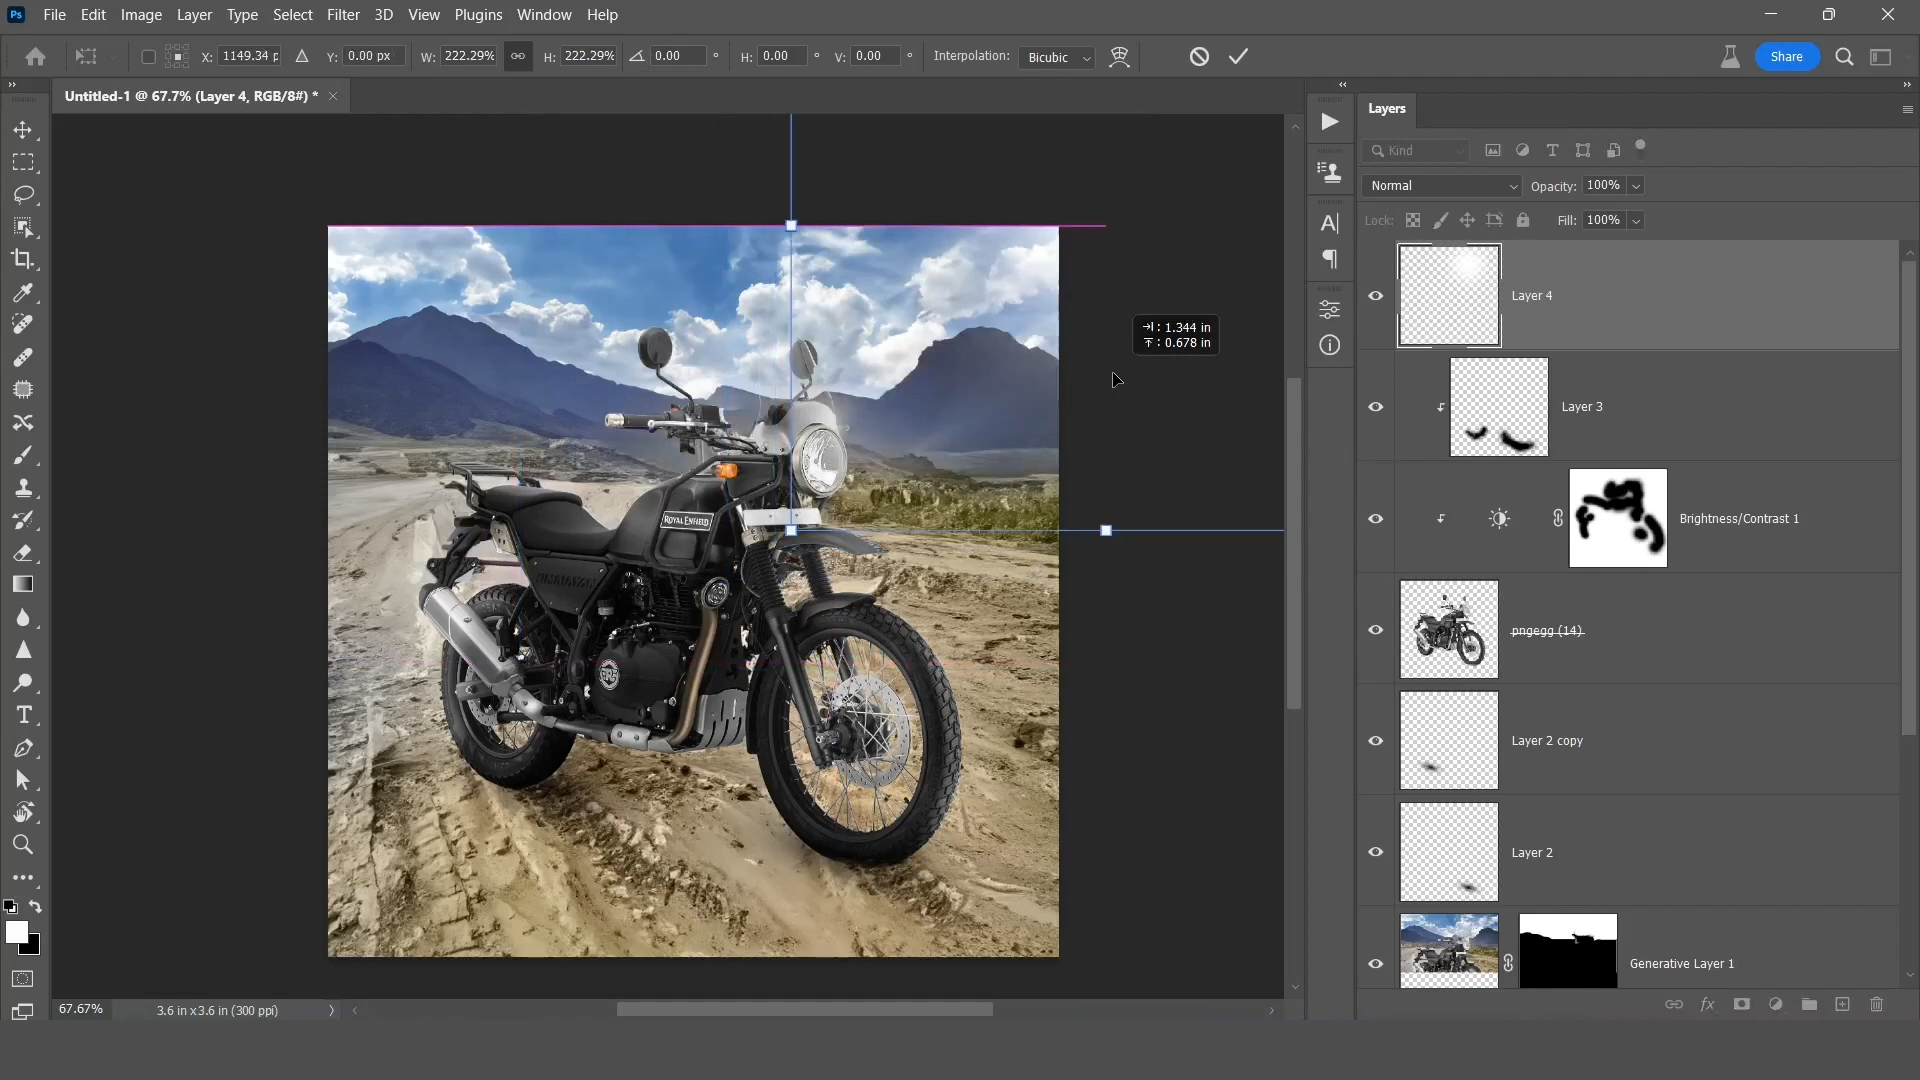 Ps File Edit Image Layer Type Select Filter 3D View Plugins Window Help
X: 1149.34 p Y: 0.00 px W: 222.29% H: 222.29% 0.00 ° H: 0.00 ° V: 0.00 ° Interpolation: Bicubic Share
Untitled-1 @ 67.7% (Layer 4, RGB/8#) *
Layers
Kind
Normal Opacity: 100%
Lock: Fill: 100%
Layer 4
: 1.344 in
: 0.678 in
Layer 3
ROYAL ENFIELD
Brightness/Contrast 1
HIMALAYAN
pngegg (14)
Layer 2 copy
Layer 2
Generative Layer 1
67.67% 3.6 in x 3.6 in (300 ppi)